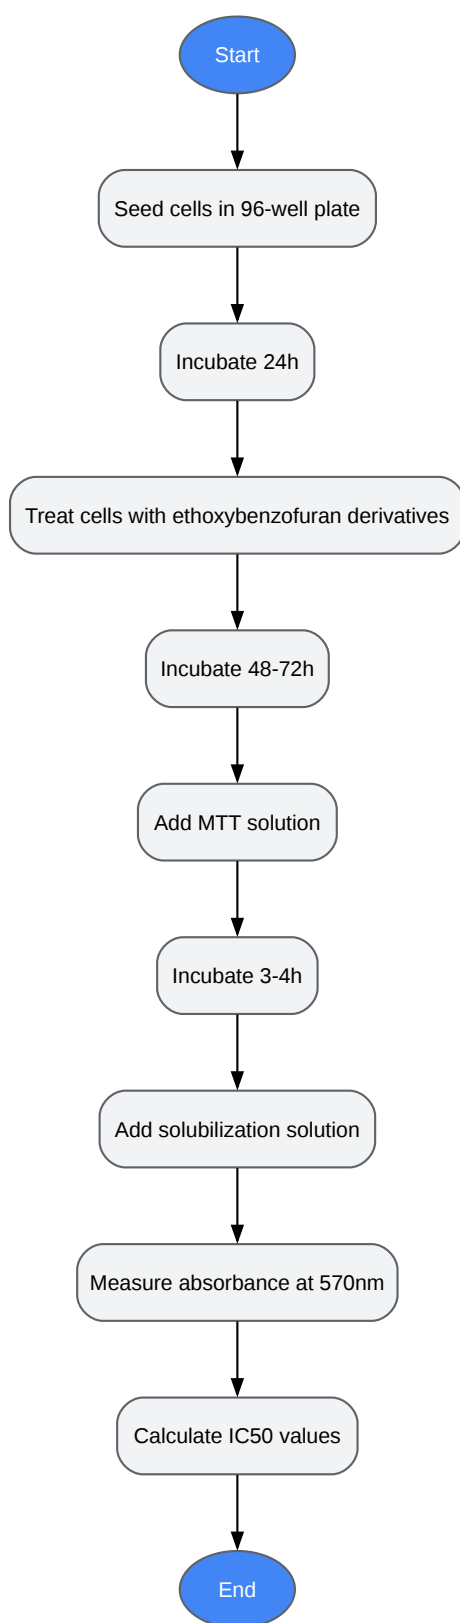 Start
Seed cells in 96-well plate
Incubate 24h
Treat cells with ethoxybenzofuran derivatives
Incubate 48-72h
Add MTT solution
Incubate 3-4h
Add solubilization solution
Measure absorbance at 570nm
Calculate IC50 values
End